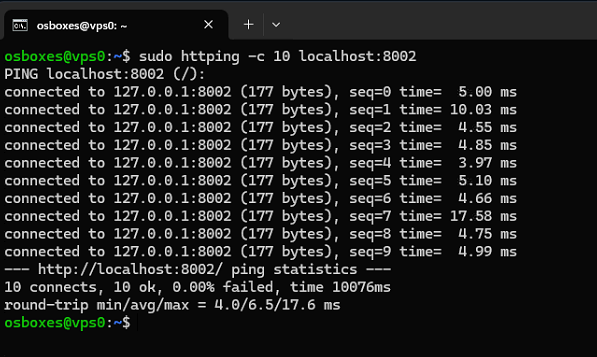 osboxes@vps0: ~
osboxes@vps0:~$ sudo httping -c 10 localhost:8002
PING localhost:8002 (/):
connected to 127.0.0.1:8002 (177 bytes), seq=0 time=  5.00 ms
connected to 127.0.0.1:8002 (177 bytes), seq=1 time= 10.03 ms
connected to 127.0.0.1:8002 (177 bytes), seq=2 time=  4.55 ms
connected to 127.0.0.1:8002 (177 bytes), seq=3 time=  4.85 ms
connected to 127.0.0.1:8002 (177 bytes), seq=4 time=  3.97 ms
connected to 127.0.0.1:8002 (177 bytes), seq=5 time=  5.10 ms
connected to 127.0.0.1:8002 (177 bytes), seq=6 time=  4.66 ms
connected to 127.0.0.1:8002 (177 bytes), seq=7 time= 17.58 ms
connected to 127.0.0.1:8002 (177 bytes), seq=8 time=  4.75 ms
connected to 127.0.0.1:8002 (177 bytes), seq=9 time=  4.99 ms
--- http://localhost:8002/ ping statistics ---
10 connects, 10 ok, 0.00% failed, time 10076ms
round-trip min/avg/max = 4.0/6.5/17.6 ms
osboxes@vps0:~$